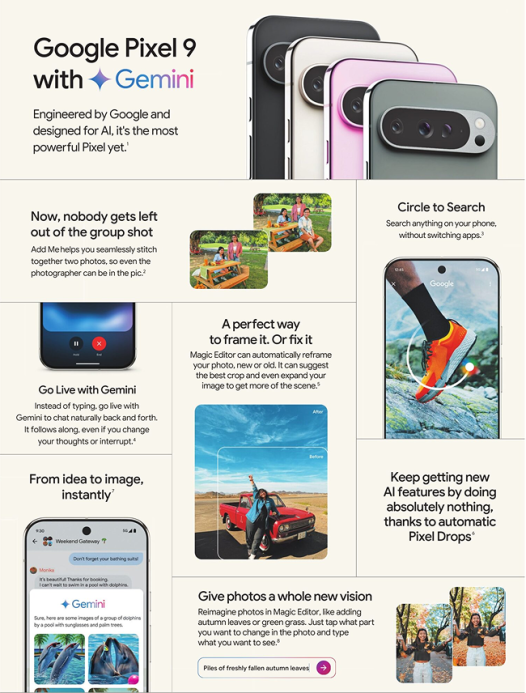 Google Pixel 9
with Gemini
Engineered by Google and
designed for AI, it's the most
powerful Pixel yet.¹
Now, nobody gets left
out of the group shot
Add Me helps you seamlessly stitch
together two photos, so even the
photographer can be in the pic.²
Circle to Search
Search anything on your phone,
without switching apps.³
Google
Go Live with Gemini
Instead of typing, go live with
Gemini to chat naturally back and forth.
It follows along, even if you change
your thoughts or interrupt.⁴
A perfect way
to frame it. Or fix it
Magic Editor can automatically reframe
your photo, new or old. It can suggest
the best crop and even expand your
image to get more of the scene.⁵
After
Before
From idea to image,
instantly⁷
9:30
5G
Weekend Getaway
Don't forget your bathing suits!
It's beautiful! Thanks for booking.
I can't wait to swim in a pool with dolphins.
Gemini
Sure, here are some images of a group of dolphins
by a pool with sunglasses and palm trees.
Keep getting new
AI features by doing
absolutely nothing,
thanks to automatic
Pixel Drops⁶
Give photos a whole new vision
Reimagine photos in Magic Editor, like adding
autumn leaves or green grass. Just tap what part
you want to change in the photo and type
what you want to see.⁸
Piles of freshly fallen autumn leaves